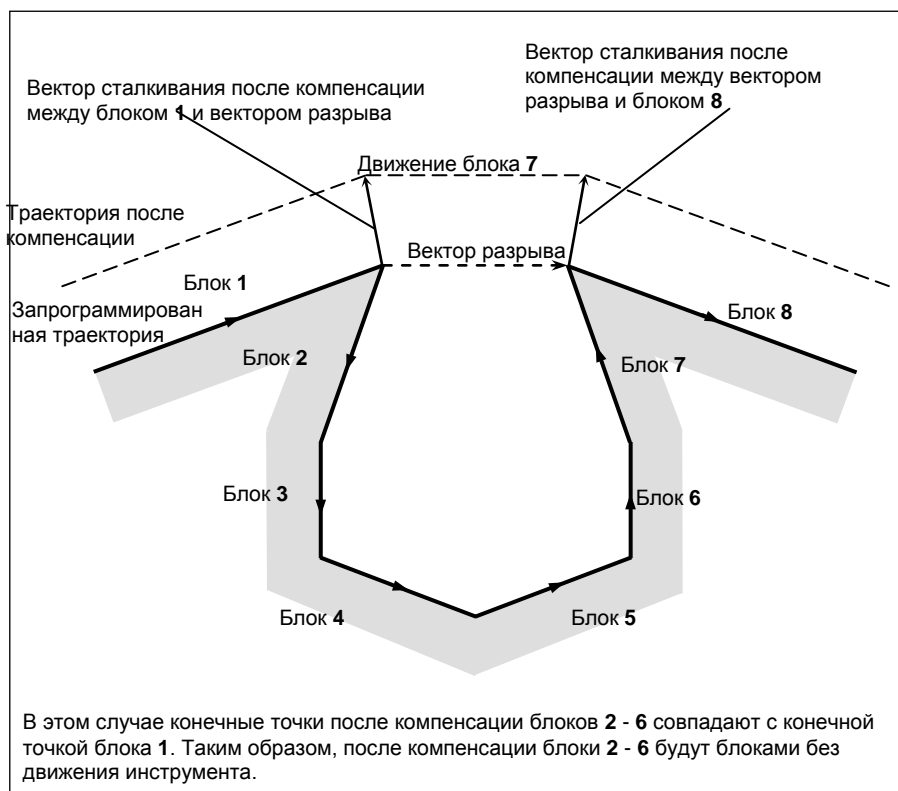 Вектор сталкивания после
компенсации между вектором
разрыва и блоком 8
Вектор сталкивания после компенсации
между блоком 1 и вектором разрыва
Движение блока 7
Траектория после
компенсации
Вектор разрыва
Блок 1
Запрограммирован
ная траектория
Блок 8
Блок 2
Блок 7
Блок 3
Блок 6
Блок 4
Блок 5
В этом случае конечные точки после компенсации блоков 2 - 6 совпадают с конечной
точкой блока 1. Таким образом, после компенсации блоки 2 - 6 будут блоками без
движения инструмента.